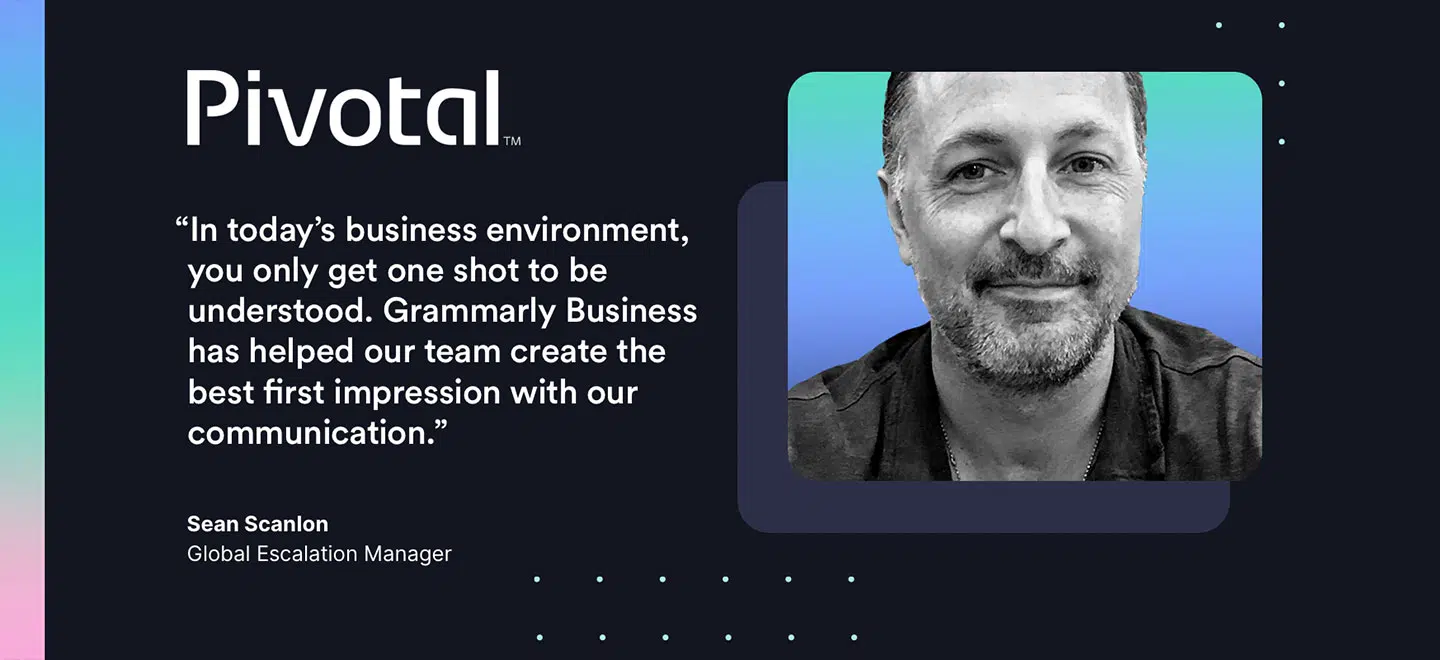 Pivotal™
“In today’s business environment,
you only get one shot to be
understood. Grammarly Business
has helped our team create the
best first impression with our
communication.”
Sean Scanlon
Global Escalation Manager